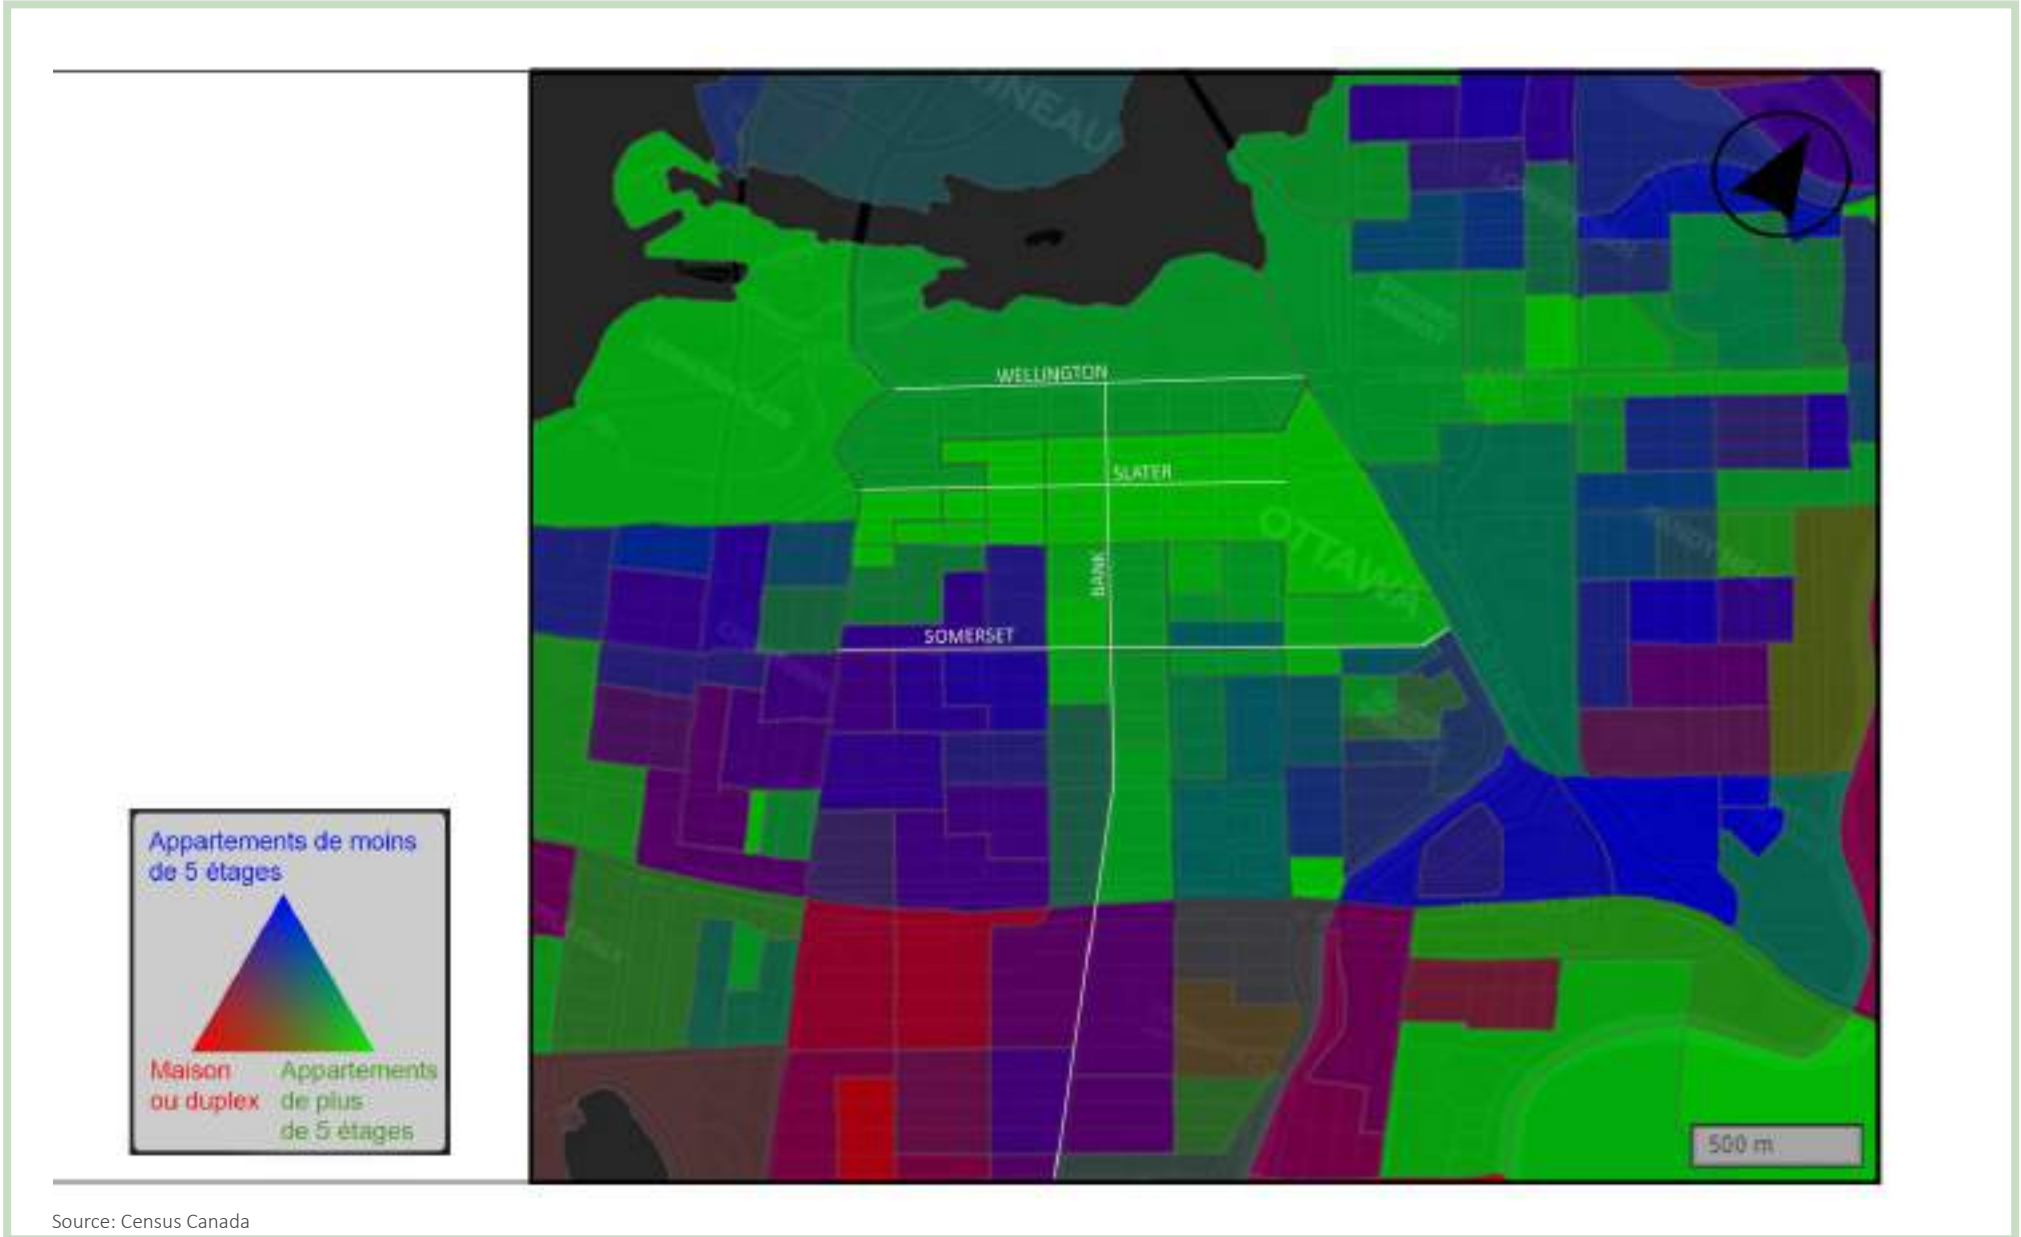 GATINEAU
WELLINGTON
SLATER
OTTAWA
BANK
SOMERSET
Appartements de moins
de 5 étages
Maison
ou duplex
Appartements
de plus
de 5 étages
500 m
Source: Census Canada